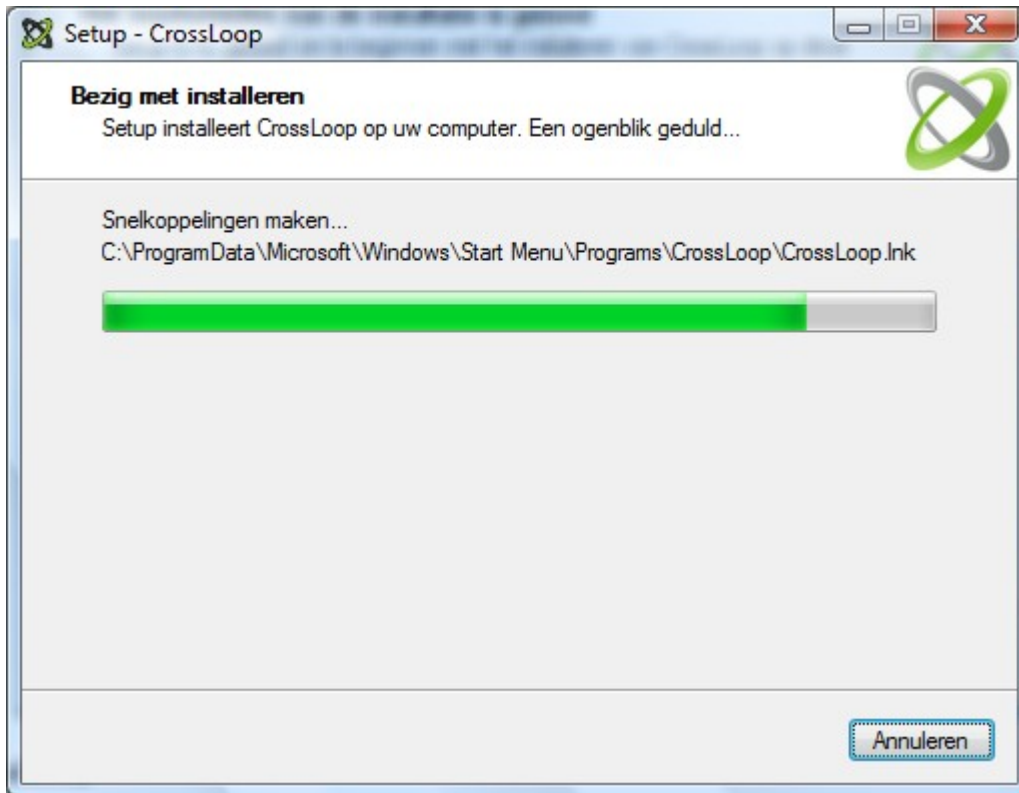 Setup - CrossLoop
Bezig met installeren
Setup installeert CrossLoop op uw computer. Een ogenblik geduld...
Snelkoppelingen maken...
C:\ProgramData\Microsoft\Windows\Start Menu\Programs\CrossLoop\CrossLoop.lnk
Annuleren